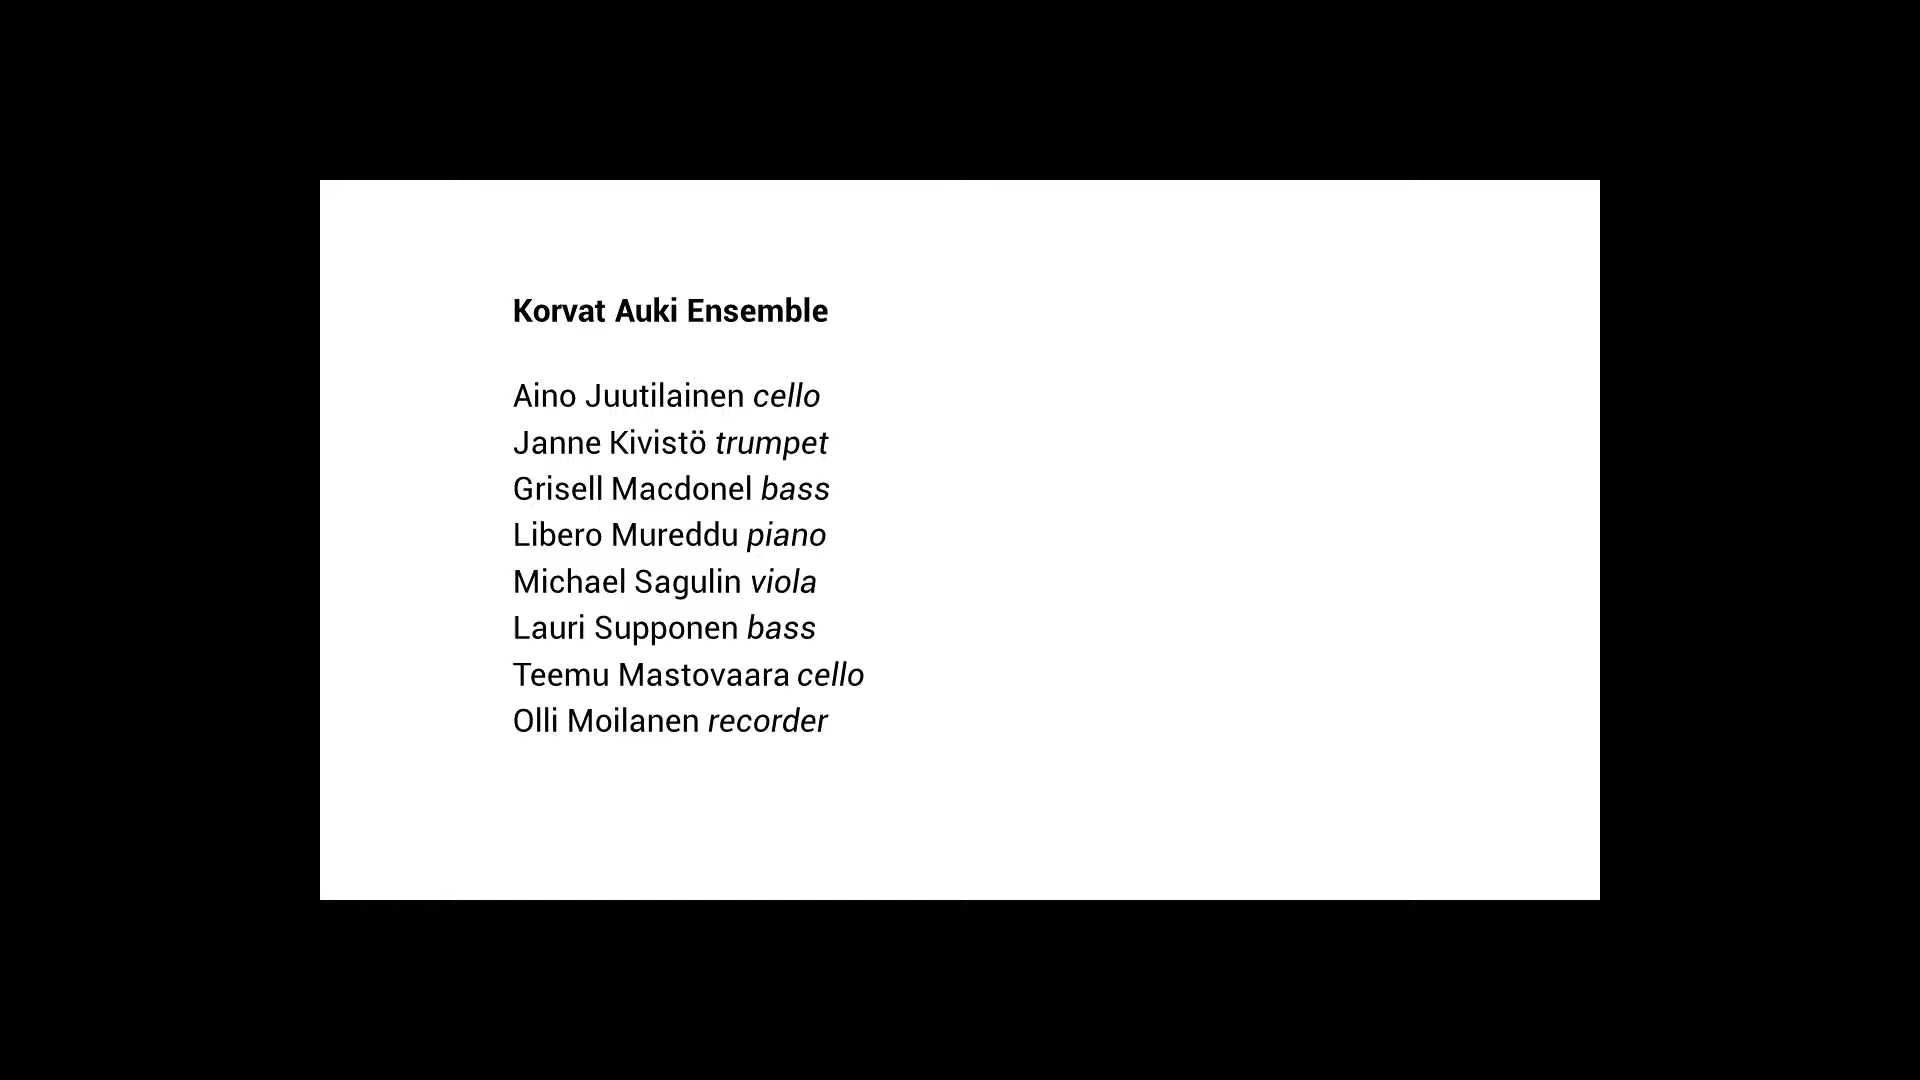 Korvat Auki Ensemble
Aino Juutilainen cello
Janne Kivistö trumpet
Grisell Macdonel bass
Libero Mureddu piano
Michael Sagulin viola
Lauri Supponen bass
Teemu Mastovaara cello
Olli Moilanen recorder